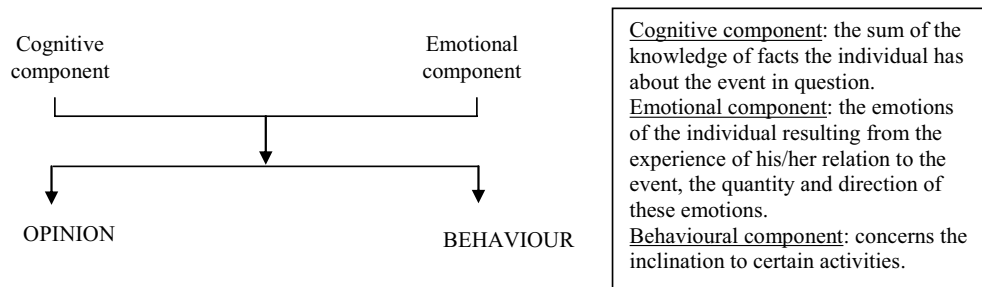 Cognitive
component
Emotional
component
OPINION
BEHAVIOUR
Cognitive component: the sum of the
knowledge of facts the individual has
about the event in question.
Emotional component: the emotions
of the individual resulting from the
experience of his/her relation to the
event, the quantity and direction of
these emotions.
Behavioural component: concerns the
inclination to certain activities.